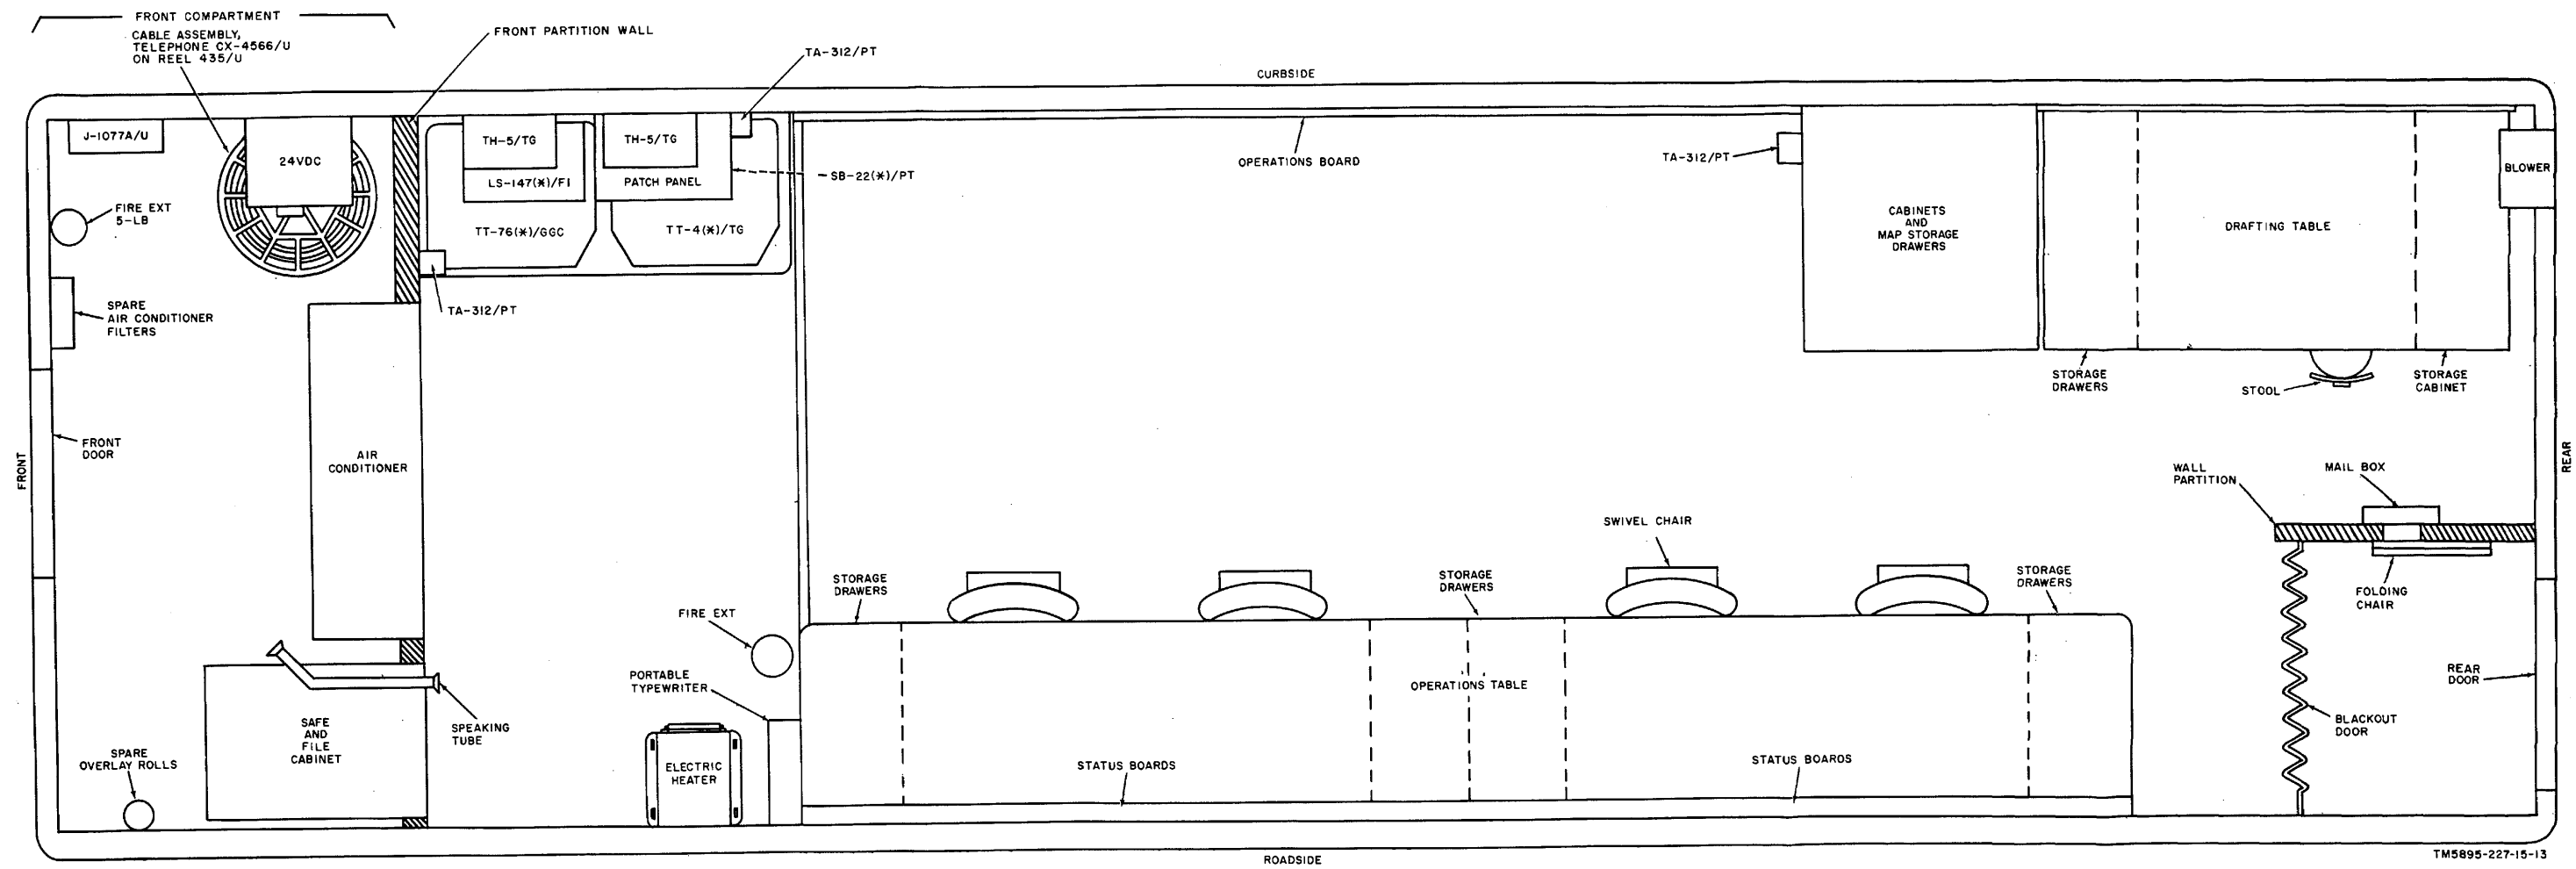 FRONT COMPARTMENT
CABLE ASSEMBLY,
TELEPHONE CX-4566/U
ON REEL 435/U
FRONT PARTITION WALL
TA-312/PT
CURBSIDE
J-1077A/U
24VDC
TH-5/TG
TH-5/TG
LS-147(*)/FI
PATCH PANEL
SB-22(*)/PT
OPERATIONS BOARD
TA-312/PT
BLOWER
FIRE EXT
5-LB
TT-76(*)/GGC
TT-4(*)/TG
CABINETS
AND
MAP STORAGE
DRAWERS
DRAFTING TABLE
SPARE
AIR CONDITIONER
FILTERS
TA-312/PT
STORAGE
DRAWERS
STOOL
STORAGE
CABINET
FRONT
FRONT
DOOR
AIR
CONDITIONER
REAR
WALL
PARTITION
MAIL BOX
SWIVEL CHAIR
STORAGE
DRAWERS
STORAGE
DRAWERS
STORAGE
DRAWERS
FOLDING
CHAIR
FIRE EXT
PORTABLE
TYPEWRITER
OPERATIONS TABLE
REAR
DOOR
SPEAKING
TUBE
SAFE
AND
FILE
CABINET
BLACKOUT
DOOR
SPARE
OVERLAY ROLLS
ELECTRIC
HEATER
STATUS BOARDS
STATUS BOARDS
ROADSIDE
TM5895-227-15-13